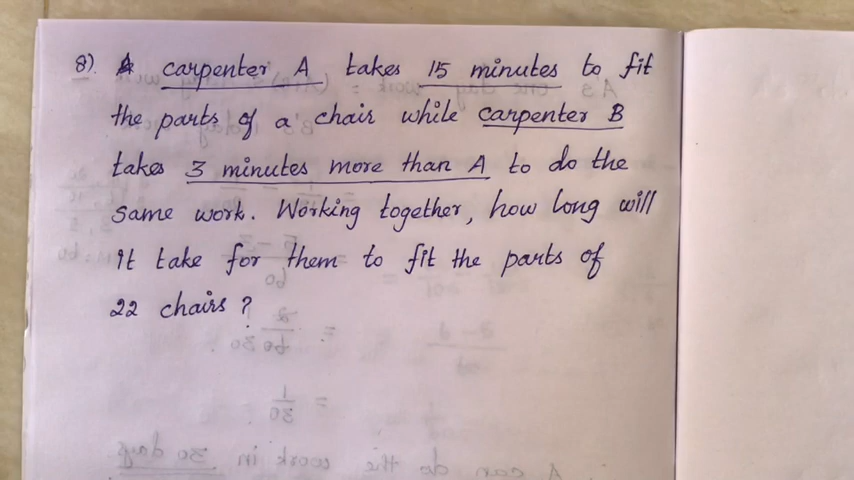 8). A carpenter A takes 15 minutes to fit
the parts of a chair while carpenter B
takes 3 minutes more than A to do the
same work. Working together, how long will
it take for them to fit the parts of
22 chairs ?